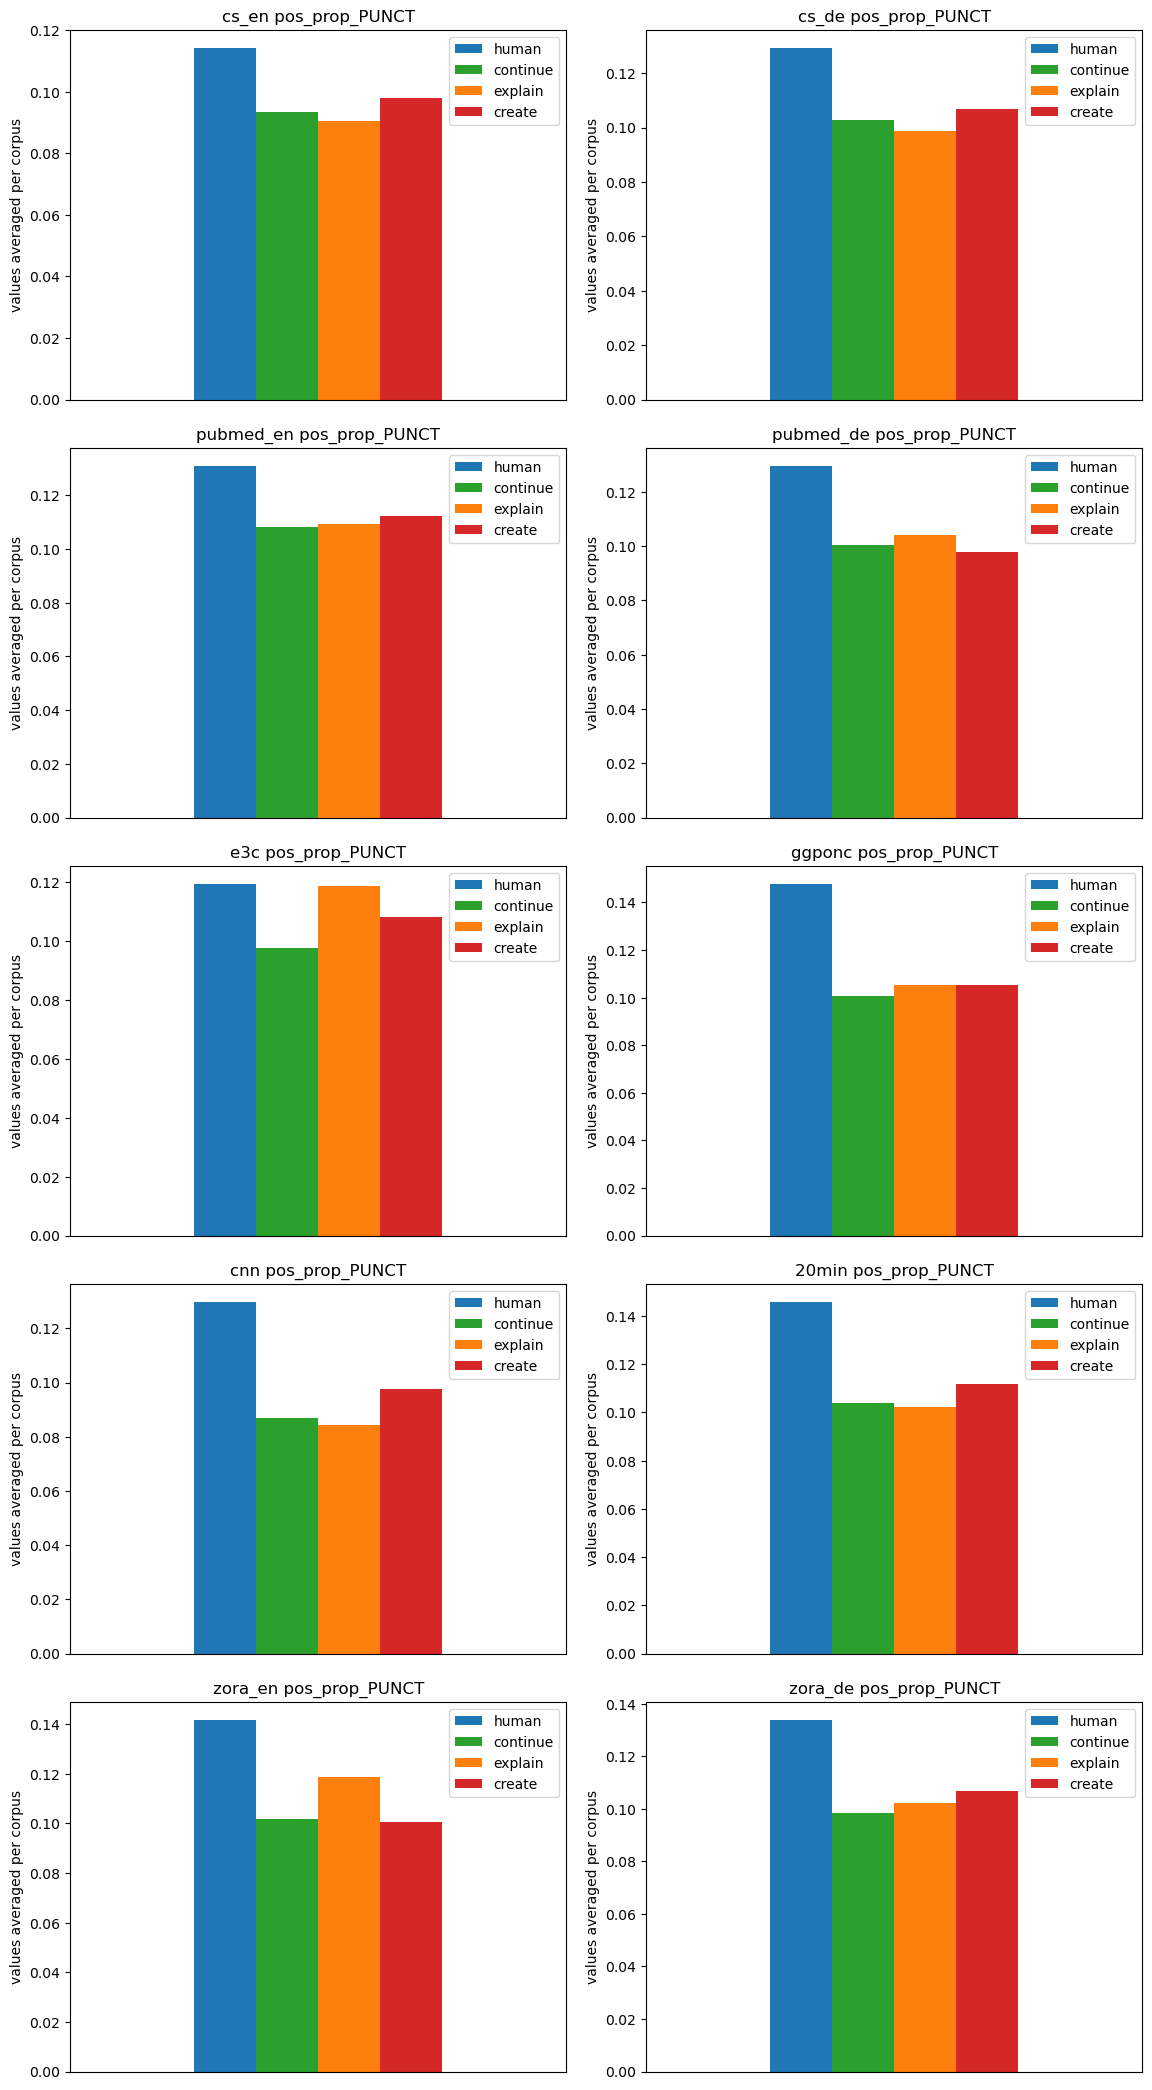 cs_en pos_prop_PUNCT
values averaged per corpus
0.12
0.10
0.08
0.06
0.04
0.02
0.00
human
continue
explain
create
cs_de pos_prop_PUNCT
values averaged per corpus
0.12
0.10
0.08
0.06
0.04
0.02
0.00
human
continue
explain
create
pubmed_en pos_prop_PUNCT
values averaged per corpus
0.12
0.10
0.08
0.06
0.04
0.02
0.00
human
continue
explain
create
pubmed_de pos_prop_PUNCT
values averaged per corpus
0.12
0.10
0.08
0.06
0.04
0.02
0.00
human
continue
explain
create
e3c pos_prop_PUNCT
values averaged per corpus
0.12
0.10
0.08
0.06
0.04
0.02
0.00
human
continue
explain
create
ggponc pos_prop_PUNCT
values averaged per corpus
0.14
0.12
0.10
0.08
0.06
0.04
0.02
0.00
human
continue
explain
create
cnn pos_prop_PUNCT
values averaged per corpus
0.12
0.10
0.08
0.06
0.04
0.02
0.00
human
continue
explain
create
20min pos_prop_PUNCT
values averaged per corpus
0.14
0.12
0.10
0.08
0.06
0.04
0.02
0.00
human
continue
explain
create
zora_en pos_prop_PUNCT
values averaged per corpus
0.14
0.12
0.10
0.08
0.06
0.04
0.02
0.00
human
continue
explain
create
zora_de pos_prop_PUNCT
values averaged per corpus
0.14
0.12
0.10
0.08
0.06
0.04
0.02
0.00
human
continue
explain
create